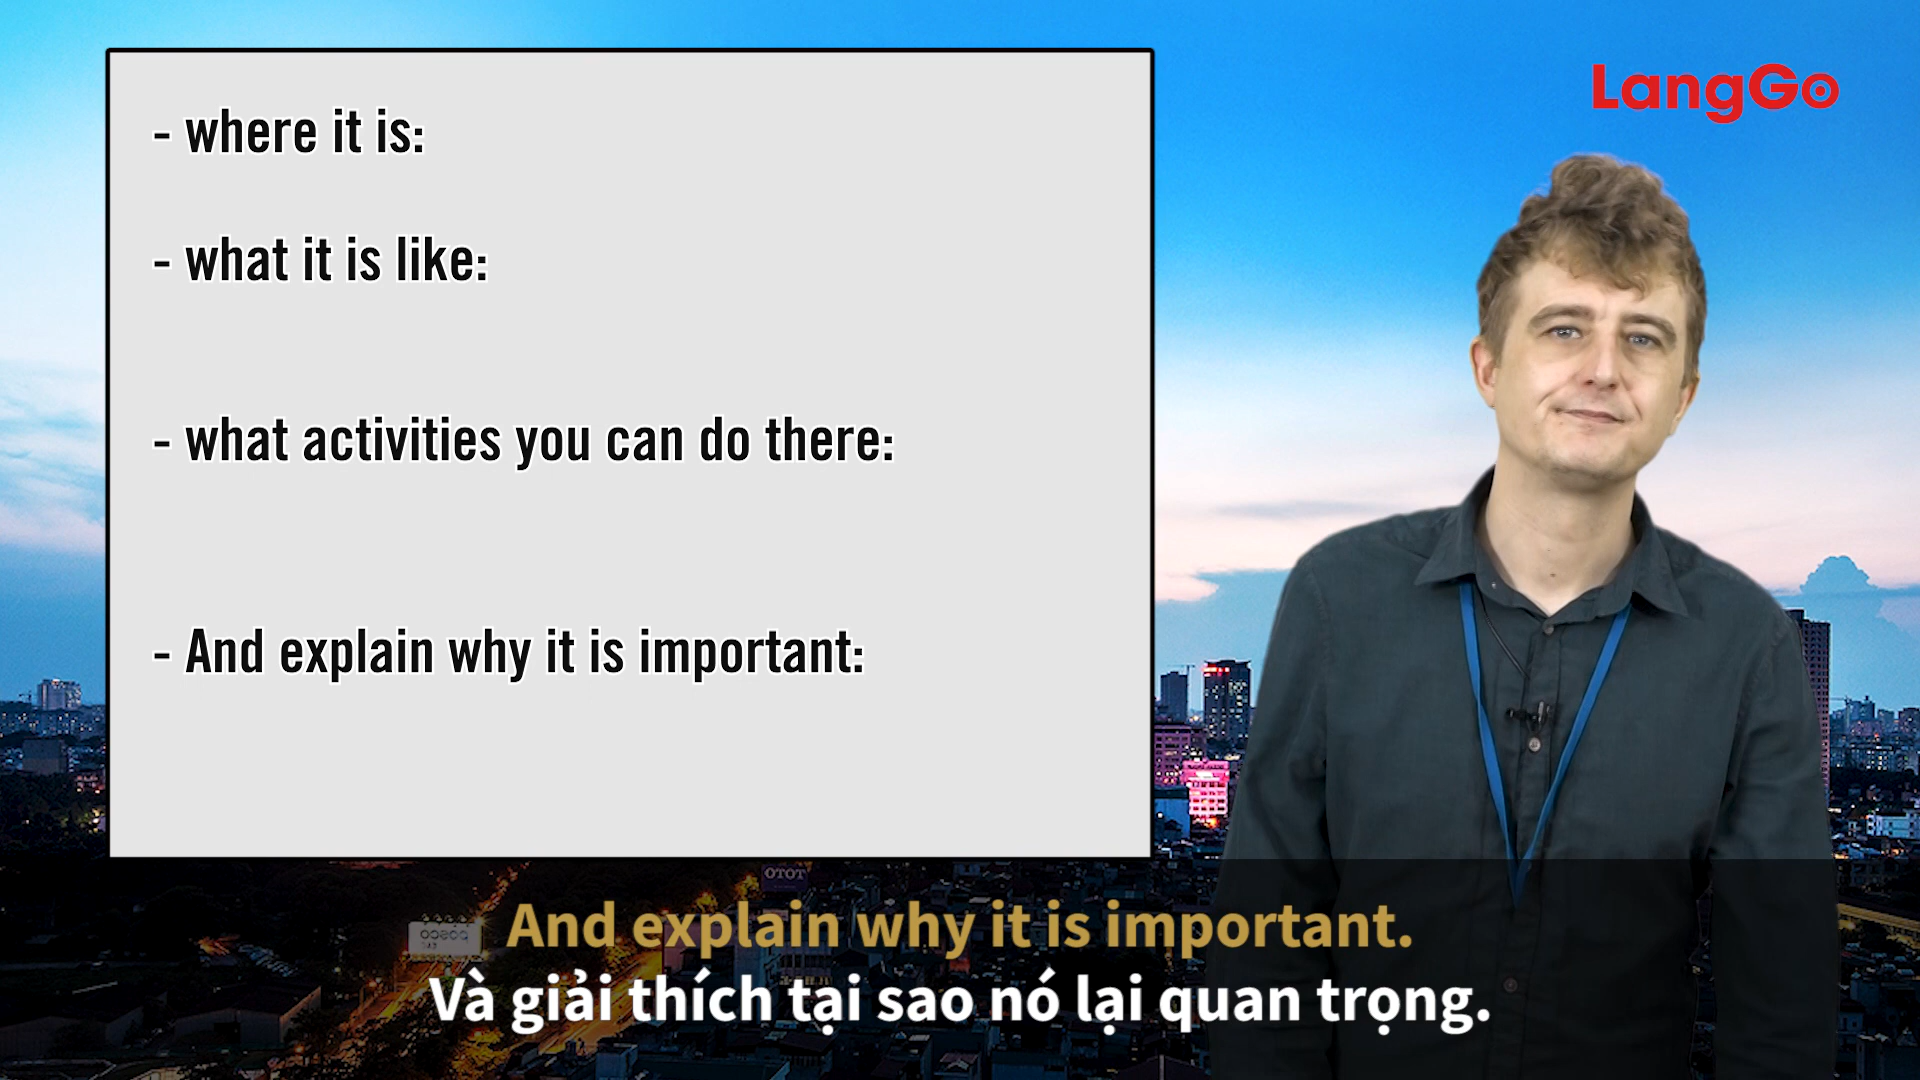 LangGo
- where it is:
- what it is like:
- what activities you can do there:
- And explain why it is important:
OTOT
And explain why it is important.
Và giải thích tại sao nó lại quan trọng.